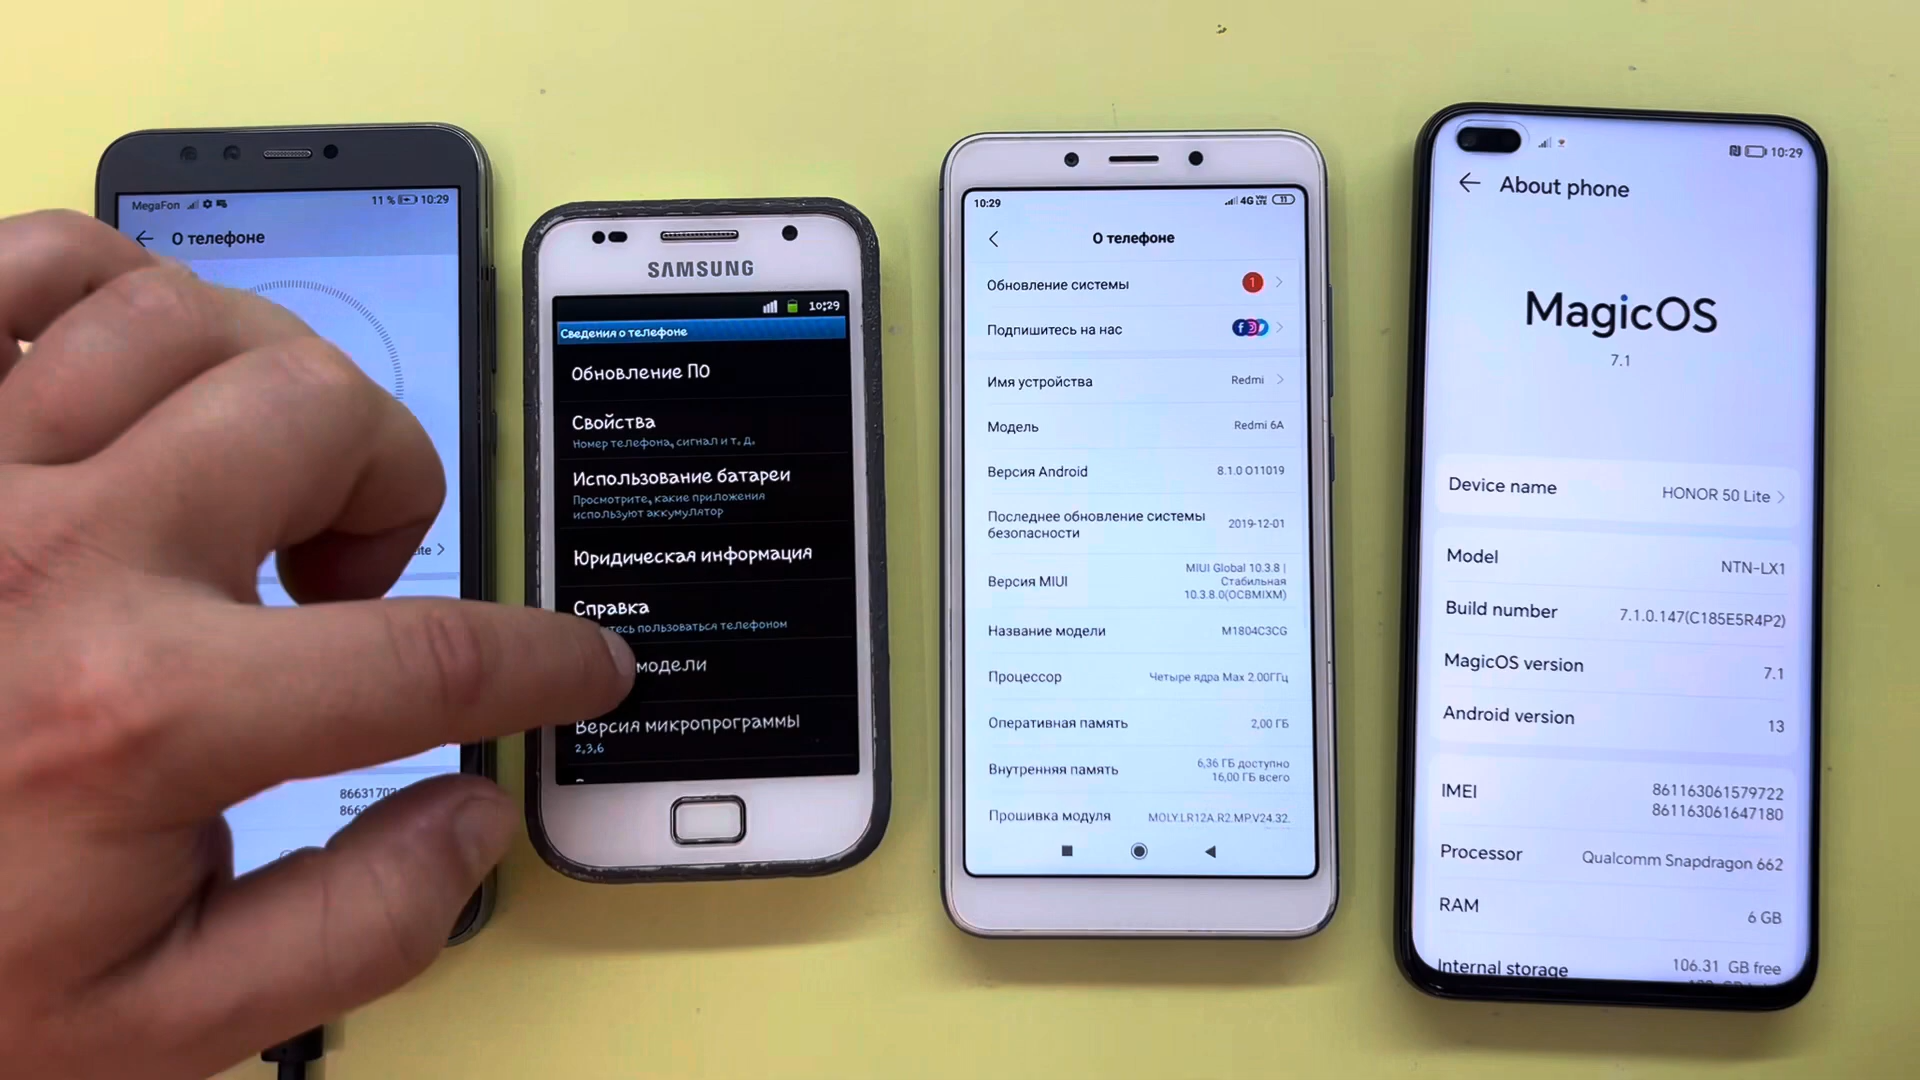 MegaFon
11 % 10:29
О телефоне
86631702
SAMSUNG
10:29
Сведения о телефоне
Обновление ПО
Свойства
Номер телефона, сигнал и т. д.
Использование батареи
Просмотрите, какие приложения
используют аккумулятор
Юридическая информация
Справка
пользоваться телефоном
модели
Версия микропрограммы
2,3,6
10:29
4G
11
О телефоне
Обновление системы
1
Подпишитесь на нас
Имя устройства
Redmi
Модель
Redmi 6A
Версия Android
8.1.0 O11019
Последнее обновление системы
безопасности
2019-12-01
Версия MIUI
MIUI Global 10.3.8 |
Стабильная
10.3.8.0(OCBMIXM)
Название модели
M1804C3CG
Процессор
Четыре ядра Max 2.00ГГц
Оперативная память
2,00 ГБ
Внутренняя память
6,36 ГБ доступно
16,00 ГБ всего
Прошивка модуля
MOLY.LR12A.R2.MP.V24.32.
10:29
About phone
MagicOS
7.1
Device name
HONOR 50 Lite
Model
NTN-LX1
Build number
7.1.0.147(C185E5R4P2)
MagicOS version
7.1
Android version
13
IMEI
861163061579722
861163061647180
Processor
Qualcomm Snapdragon 662
RAM
6 GB
Internal storage
106.31 GB free